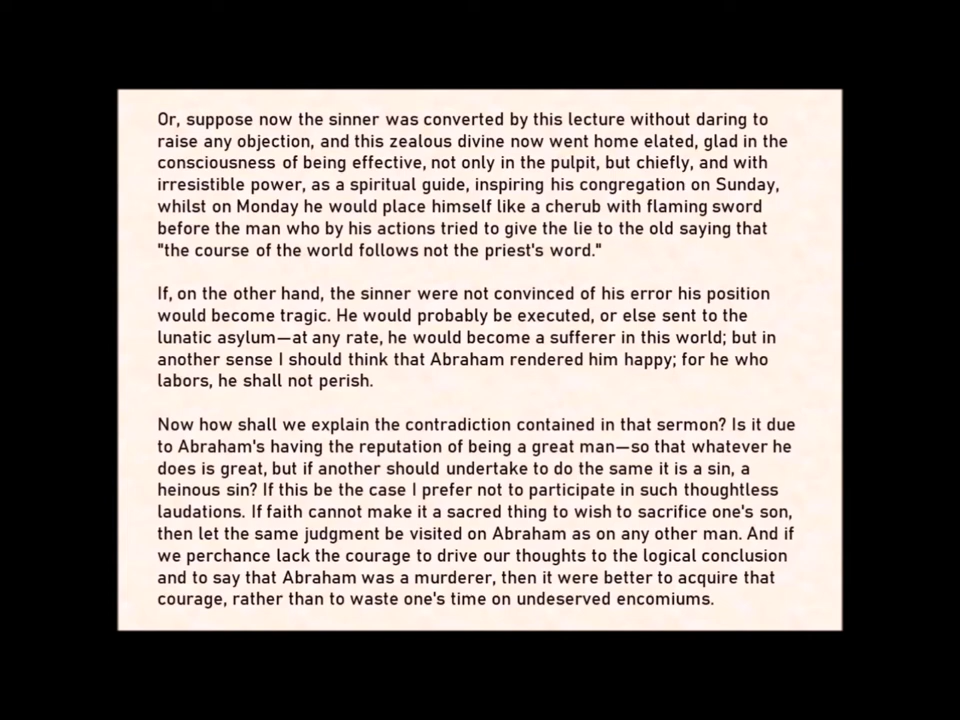 Or, suppose now the sinner was converted by this lecture without daring to
raise any objection, and this zealous divine now went home elated, glad in the
consciousness of being effective, not only in the pulpit, but chiefly, and with
irresistible power, as a spiritual guide, inspiring his congregation on Sunday,
whilst on Monday he would place himself like a cherub with flaming sword
before the man who by his actions tried to give the lie to the old saying that
"the course of the world follows not the priest's word."
If, on the other hand, the sinner were not convinced of his error his position
would become tragic. He would probably be executed, or else sent to the
lunatic asylum—at any rate, he would become a sufferer in this world; but in
another sense I should think that Abraham rendered him happy; for he who
labors, he shall not perish.
Now how shall we explain the contradiction contained in that sermon? Is it due
to Abraham's having the reputation of being a great man—so that whatever he
does is great, but if another should undertake to do the same it is a sin, a
heinous sin? If this be the case I prefer not to participate in such thoughtless
laudations. If faith cannot make it a sacred thing to wish to sacrifice one's son,
then let the same judgment be visited on Abraham as on any other man. And if
we perchance lack the courage to drive our thoughts to the logical conclusion
and to say that Abraham was a murderer, then it were better to acquire that
courage, rather than to waste one's time on undeserved encomiums.